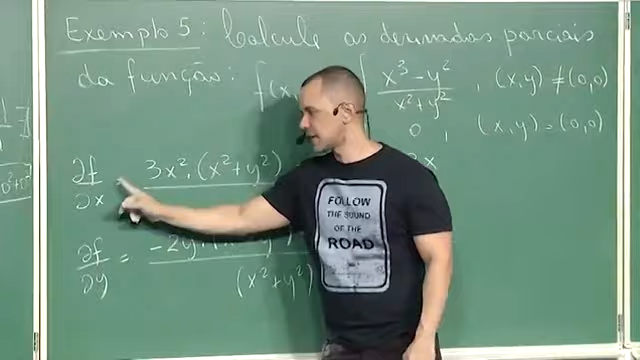 Exemplo 5: Calcule as derivadas parciais
da função: f(x,
x³ - y²
x² + y²
, (x,y) ≠ (0,0)
0 , (x,y) = (0,0)
∂f
∂x
3x².(x²+y²)
∂f
∂y
= -2y.(
(x²+y²)
FOLLOW
THE SOUND
OF THE
ROAD